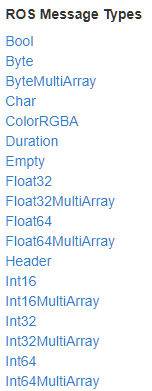 ROS Message Types
Bool
Byte
ByteMultiArray
Char
ColorRGBA
Duration
Empty
Float32
Float32MultiArray
Float64
Float64MultiArray
Header
Int16
Int16MultiArray
Int32
Int32MultiArray
Int64
Int64MultiArray